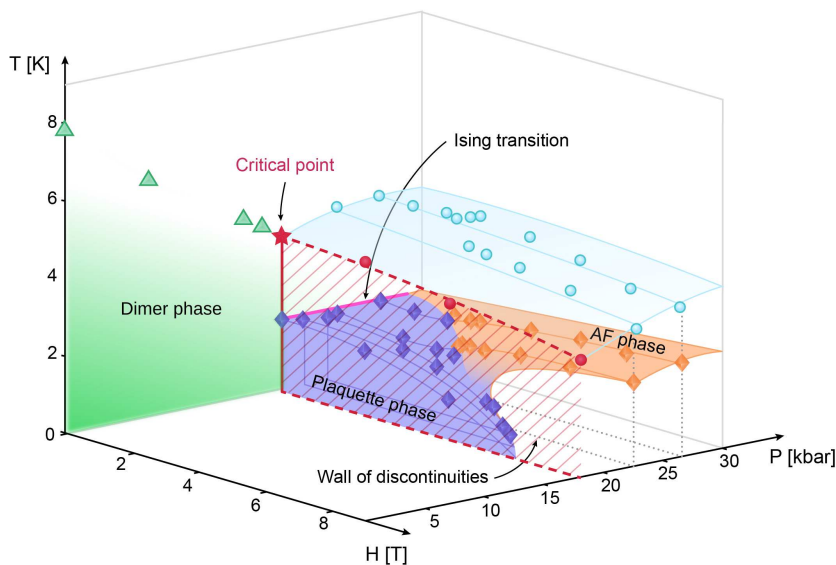 T [K]
8
Ising transition
Critical point
6
4
Dimer phase
AF phase
2
Plaquette phase
0
2
Wall of discontinuities
30
P [kbar]
4
25
20
6
15
10
8
5
H [T]